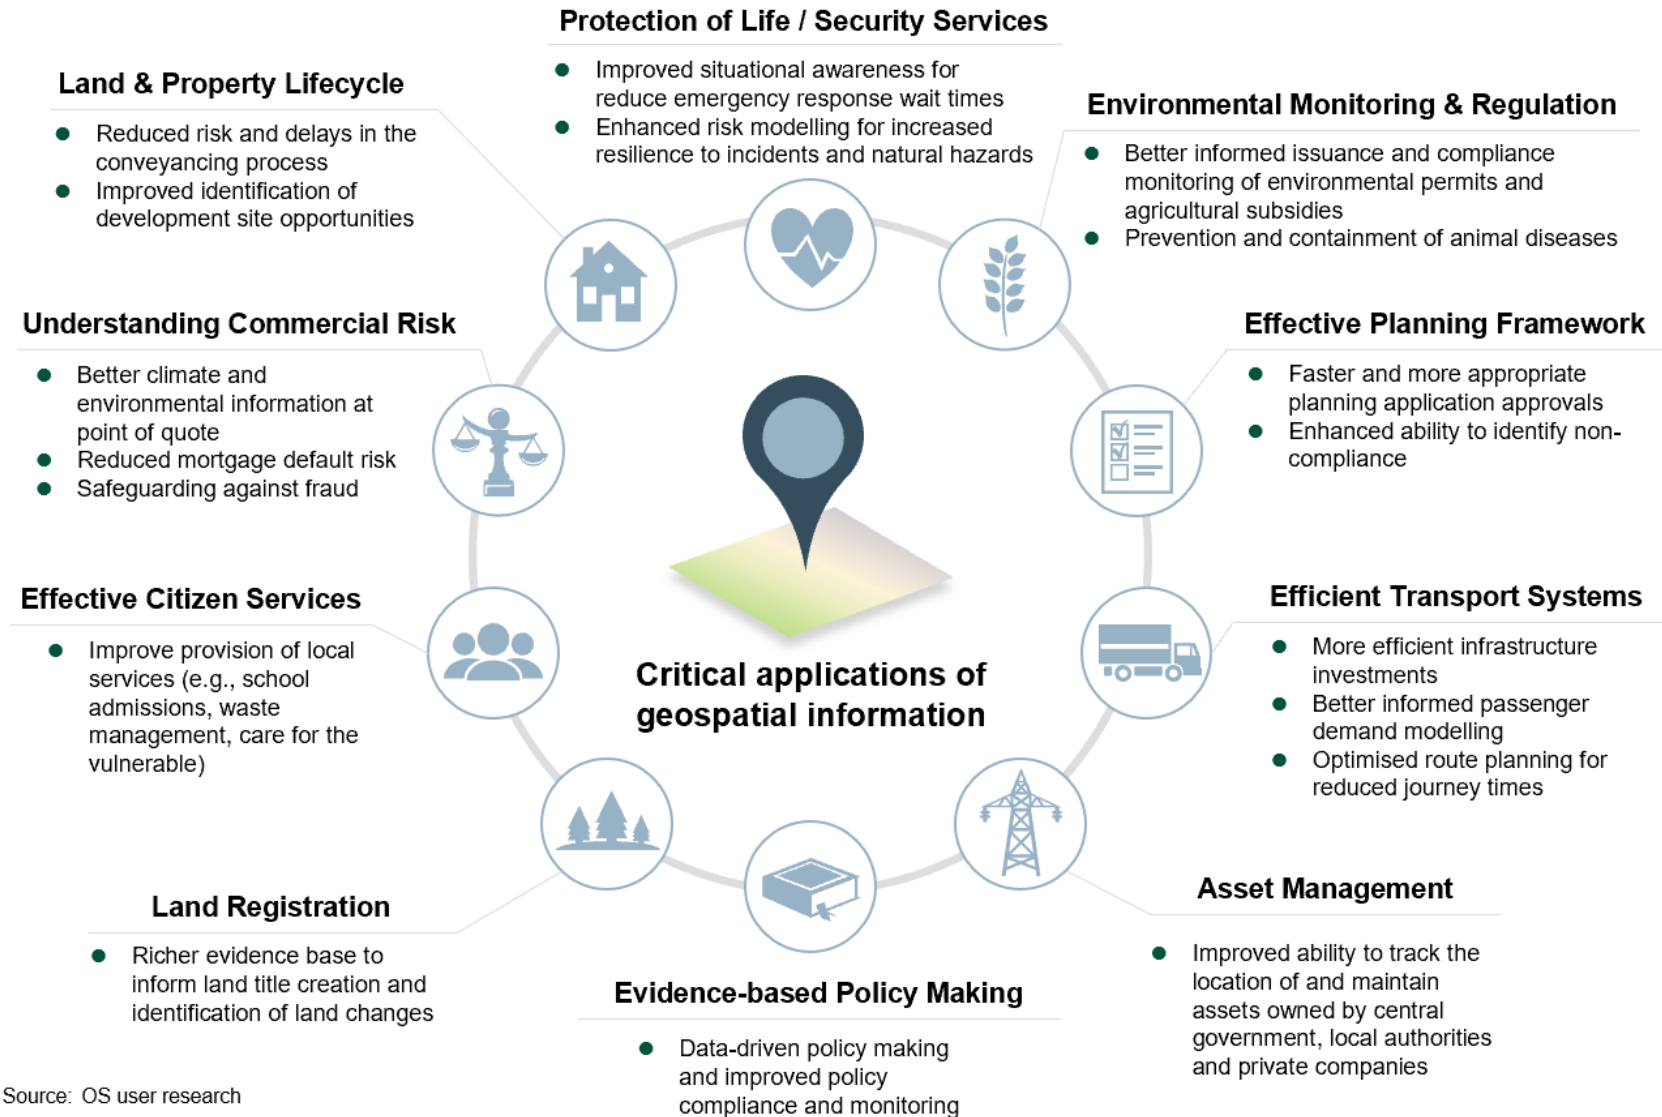 Protection of Life / Security Services
Improved situational awareness for
reduce emergency response wait times
Enhanced risk modelling for increased
resilience to incidents and natural hazards
Land & Property Lifecycle
Reduced risk and delays in the
conveyancing process
Improved identification of
development site opportunities
Environmental Monitoring & Regulation
Better informed issuance and compliance
monitoring of environmental permits and
agricultural subsidies
Prevention and containment of animal diseases
Understanding Commercial Risk
Better climate and
environmental information at
point of quote
Reduced mortgage default risk
Safeguarding against fraud
Effective Planning Framework
Faster and more appropriate
planning application approvals
Enhanced ability to identify non-
compliance
Effective Citizen Services
Improve provision of local
services (e.g., school
admissions, waste
management, care for the
vulnerable)
Critical applications of
geospatial information
Efficient Transport Systems
More efficient infrastructure
investments
Better informed passenger
demand modelling
Optimised route planning for
reduced journey times
Land Registration
Richer evidence base to
inform land title creation and
identification of land changes
Evidence-based Policy Making
Data-driven policy making
and improved policy
compliance and monitoring
Asset Management
Improved ability to track the
location of and maintain
assets owned by central
government, local authorities
and private companies
Source: OS user research